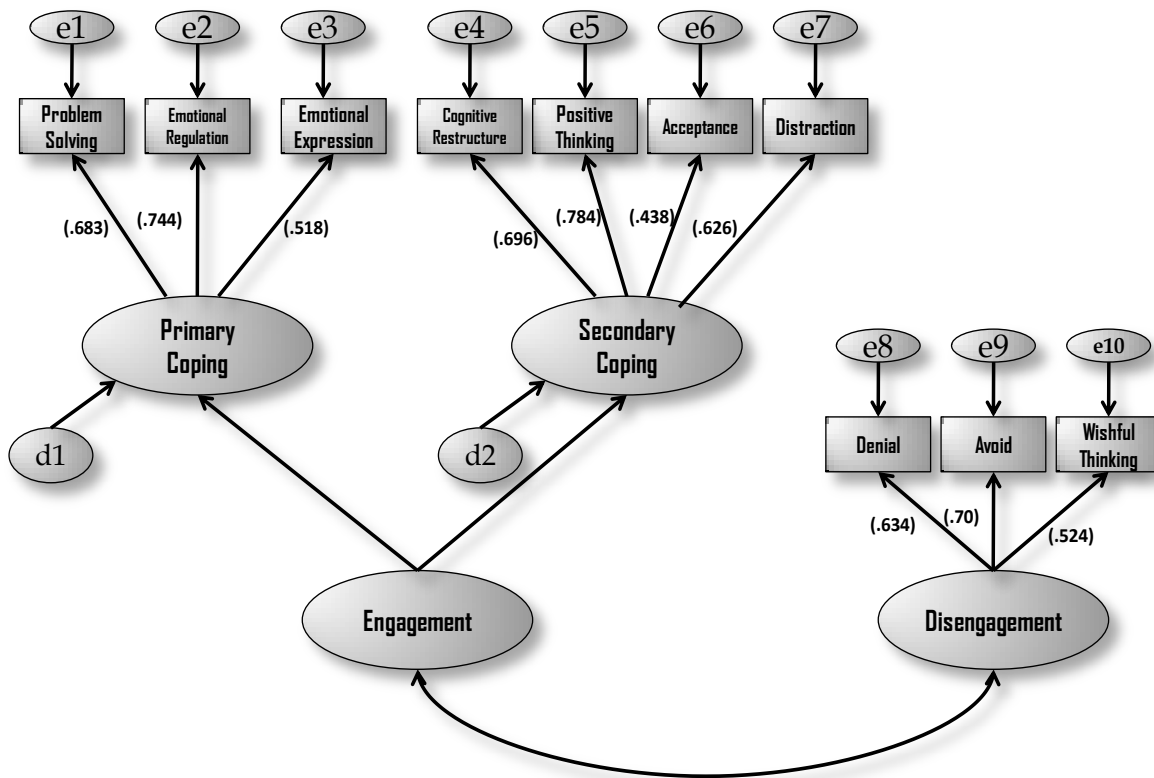 e1
e2
e3
e4
e5
e6
e7
Problem
Solving
Emotional
Regulation
Emotional
Expression
Cognitive
Restructure
Positive
Thinking
Acceptance
Distraction
(.683)
(.744)
(.518)
(.696)
(.784)
(.438)
(.626)
Primary
Coping
Secondary
Coping
d1
d2
e8
e9
e10
Denial
Avoid
Wishful
Thinking
(.634)
(.70)
(.524)
Engagement
Disengagement